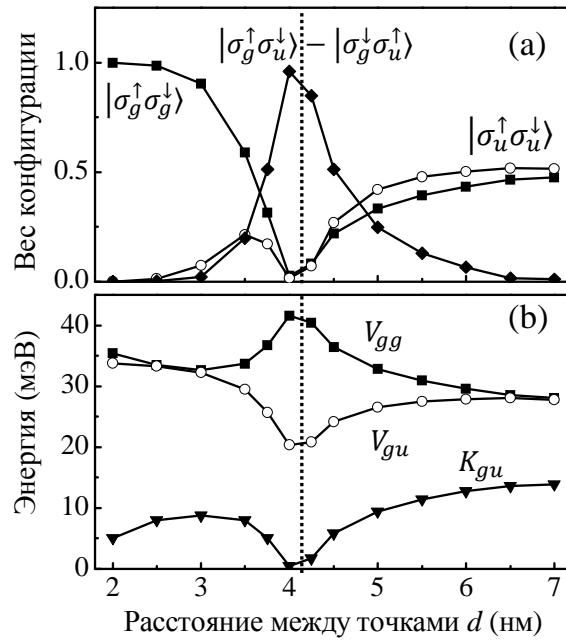 |σ_g^↑σ_u^↓⟩ − |σ_g^↓σ_u^↑⟩ (a)
1.0
|σ_g^↑σ_g^↓⟩
|σ_u^↑σ_u^↓⟩
0.5
0.0
Вес конфигурации
(b)
40
V_gg
30
20
V_gu
K_gu
10
0
Энергия (мэВ)
2 3 4 5 6 7
Расстояние между точками d (нм)